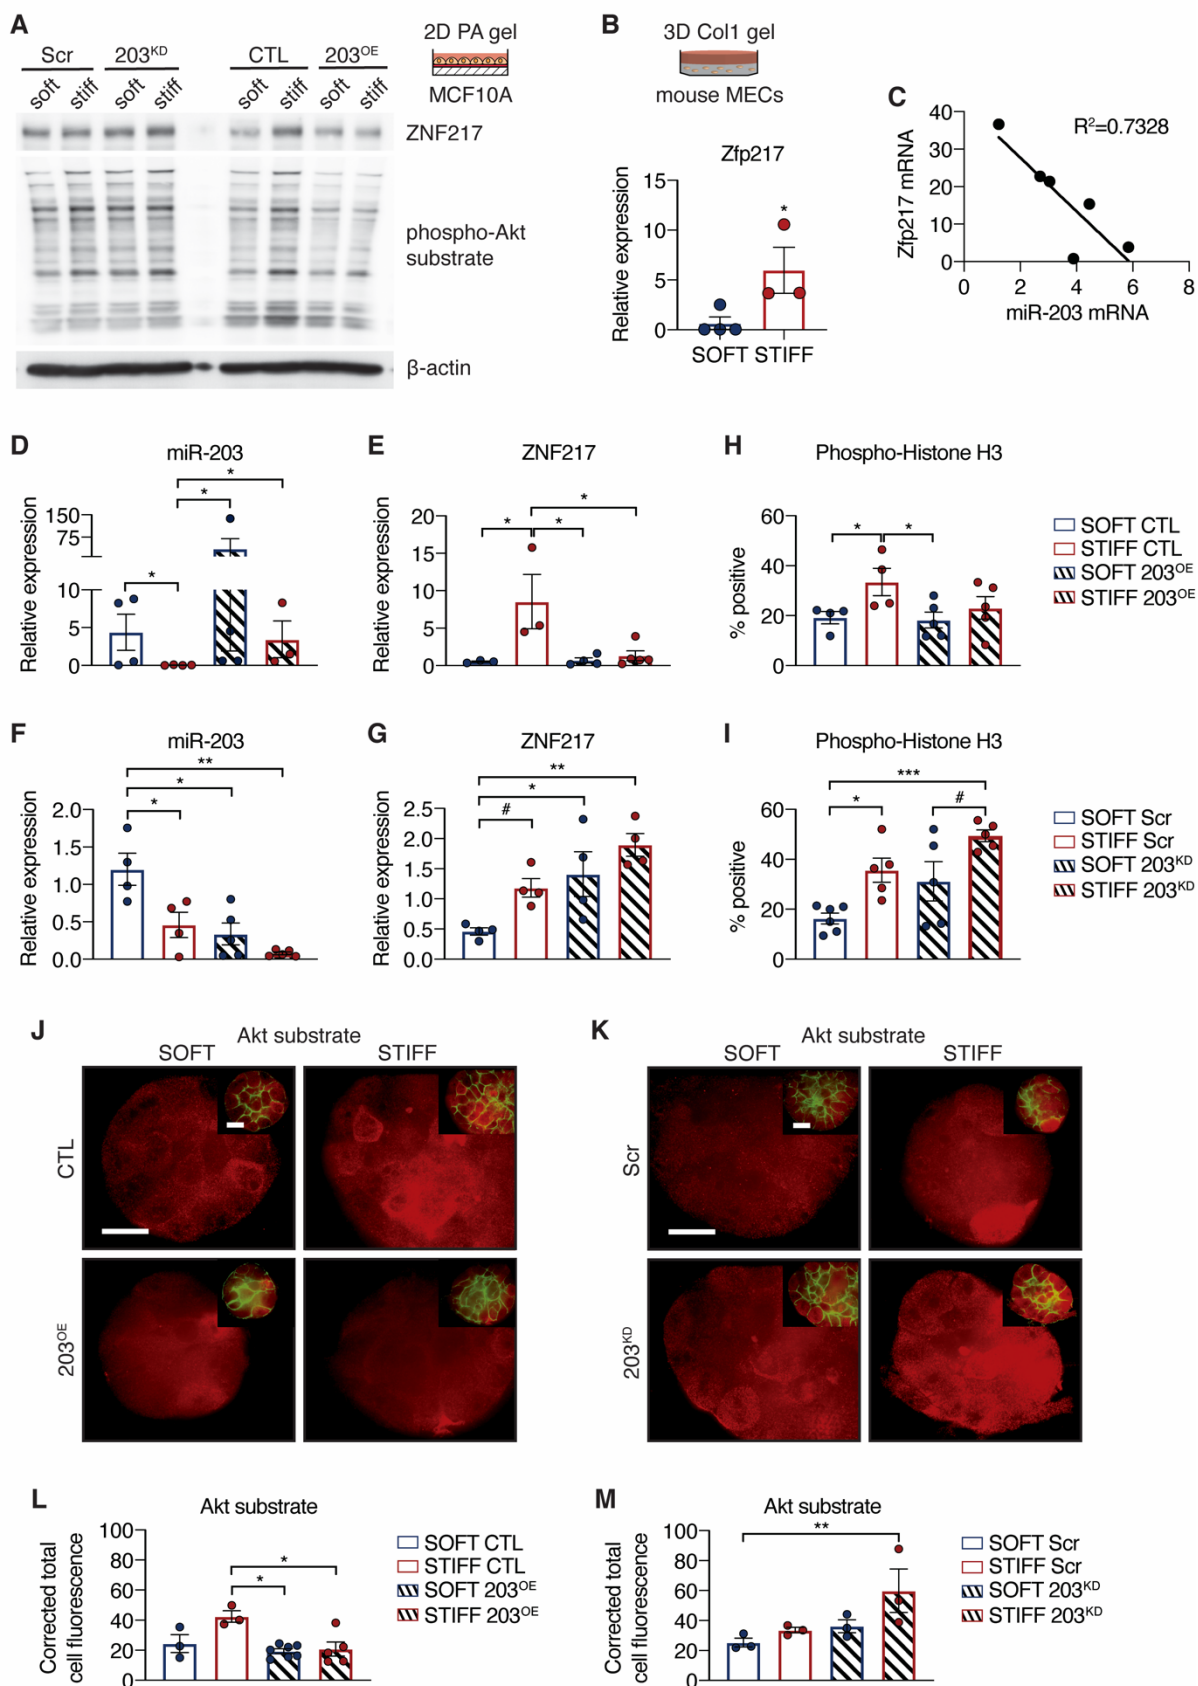 A
Scr 203ᴷᴰ CTL 203ᴼᴱ
soft stiff soft stiff soft stiff soft stiff
2D PA gel
MCF10A
ZNF217
phospho-Akt
substrate
β-actin
B
3D Col1 gel
mouse MECs
Zfp217
Relative expression
15
10
5
0
*
SOFT STIFF
C
R²=0.7328
Zfp217 mRNA
40
30
20
10
0
0 2 4 6 8
miR-203 mRNA
D
miR-203
Relative expression
150
75
10
5
0
*
*
*
E
ZNF217
Relative expression
20
15
10
5
0
*
* *
H
Phospho-Histone H3
% positive
60
40
20
0
* *
SOFT CTL
STIFF CTL
SOFT 203ᴼᴱ
STIFF 203ᴼᴱ
F
miR-203
Relative expression
2.0
1.5
1.0
0.5
0.0
**
*
*
G
ZNF217
Relative expression
2.5
2.0
1.5
1.0
0.5
0.0
**
*
#
I
Phospho-Histone H3
% positive
60
40
20
0
***
* #
SOFT Scr
STIFF Scr
SOFT 203ᴷᴰ
STIFF 203ᴷᴰ
J
Akt substrate
SOFT STIFF
CTL
203ᴼᴱ
K
Akt substrate
SOFT STIFF
Scr
203ᴷᴰ
L
Akt substrate
Corrected total
cell fluorescence
100
80
60
40
20
0
*
*
SOFT CTL
STIFF CTL
SOFT 203ᴼᴱ
STIFF 203ᴼᴱ
M
Akt substrate
Corrected total
cell fluorescence
100
80
60
40
20
0
**
SOFT Scr
STIFF Scr
SOFT 203ᴷᴰ
STIFF 203ᴷᴰ